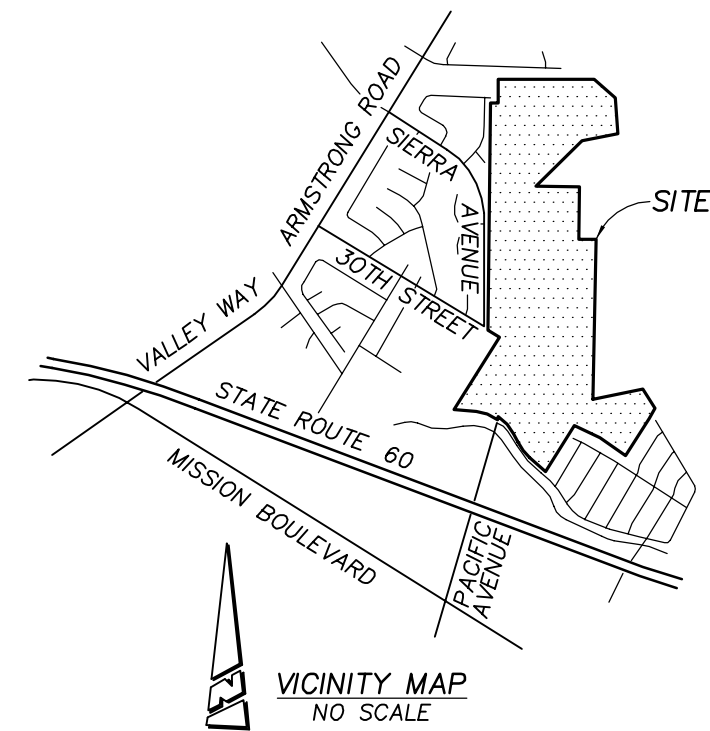 ARMSTRONG ROAD
SIERRA
AVENUE
SITE
30TH STREET
VALLEY WAY
STATE ROUTE 60
MISSION BOULEVARD
PACIFIC
AVENUE
N
VICINITY MAP
NO SCALE